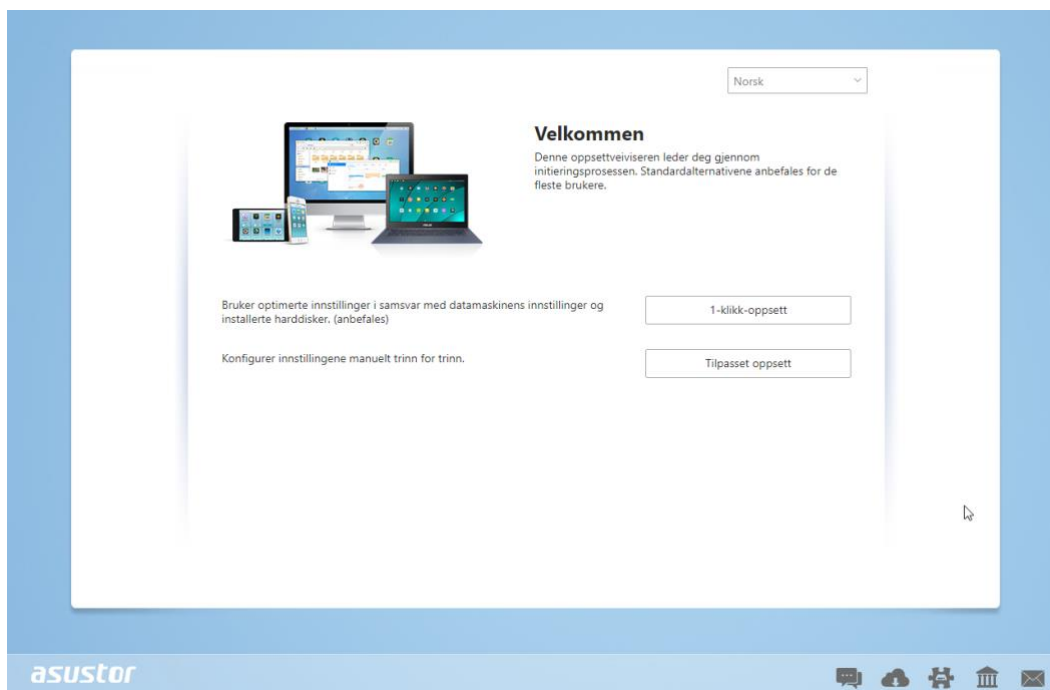 Norsk
Velkommen
Denne oppsettveiviseren leder deg gjennom
initieringsprosessen. Standardalternativene anbefales for de
fleste brukere.
Bruker optimerte innstillinger i samsvar med datamaskinens innstillinger og
installerte harddisker. (anbefales)
1-klikk-oppsett
Konfigurer innstillingene manuelt trinn for trinn.
Tilpasset oppsett
asustor